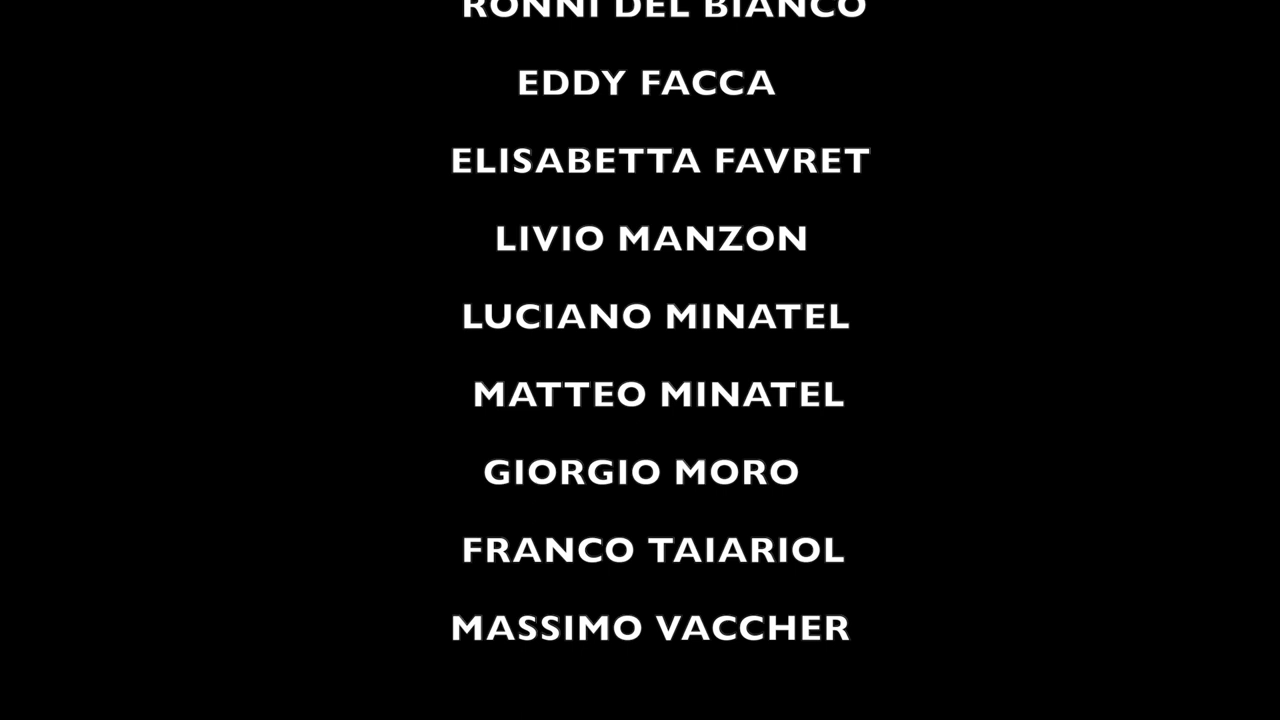 RONNI DEL BIANCO
EDDY FACCA
ELISABETTA FAVRET
LIVIO MANZON
LUCIANO MINATEL
MATTEO MINATEL
GIORGIO MORO
FRANCO TAIARIOL
MASSIMO VACCHER